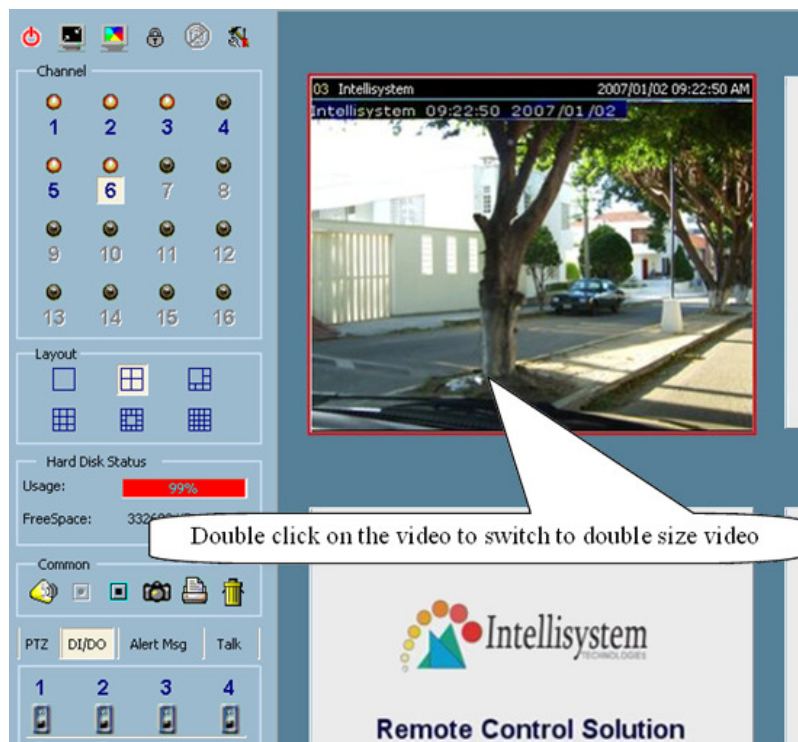 Channel
1 2 3 4
5 6 7 8
9 10 11 12
13 14 15 16
Layout
Hard Disk Status
Usage: 99%
FreeSpace:
Common
PTZ DI/DO Alert Msg Talk
1 2 3 4
03 Intellisystem 2007/01/02 09:22:50 AM
Intellisystem 09:22:50 2007/01/02
Double click on the video to switch to double size video
Intellisystem
TECHNOLOGIES
Remote Control Solution